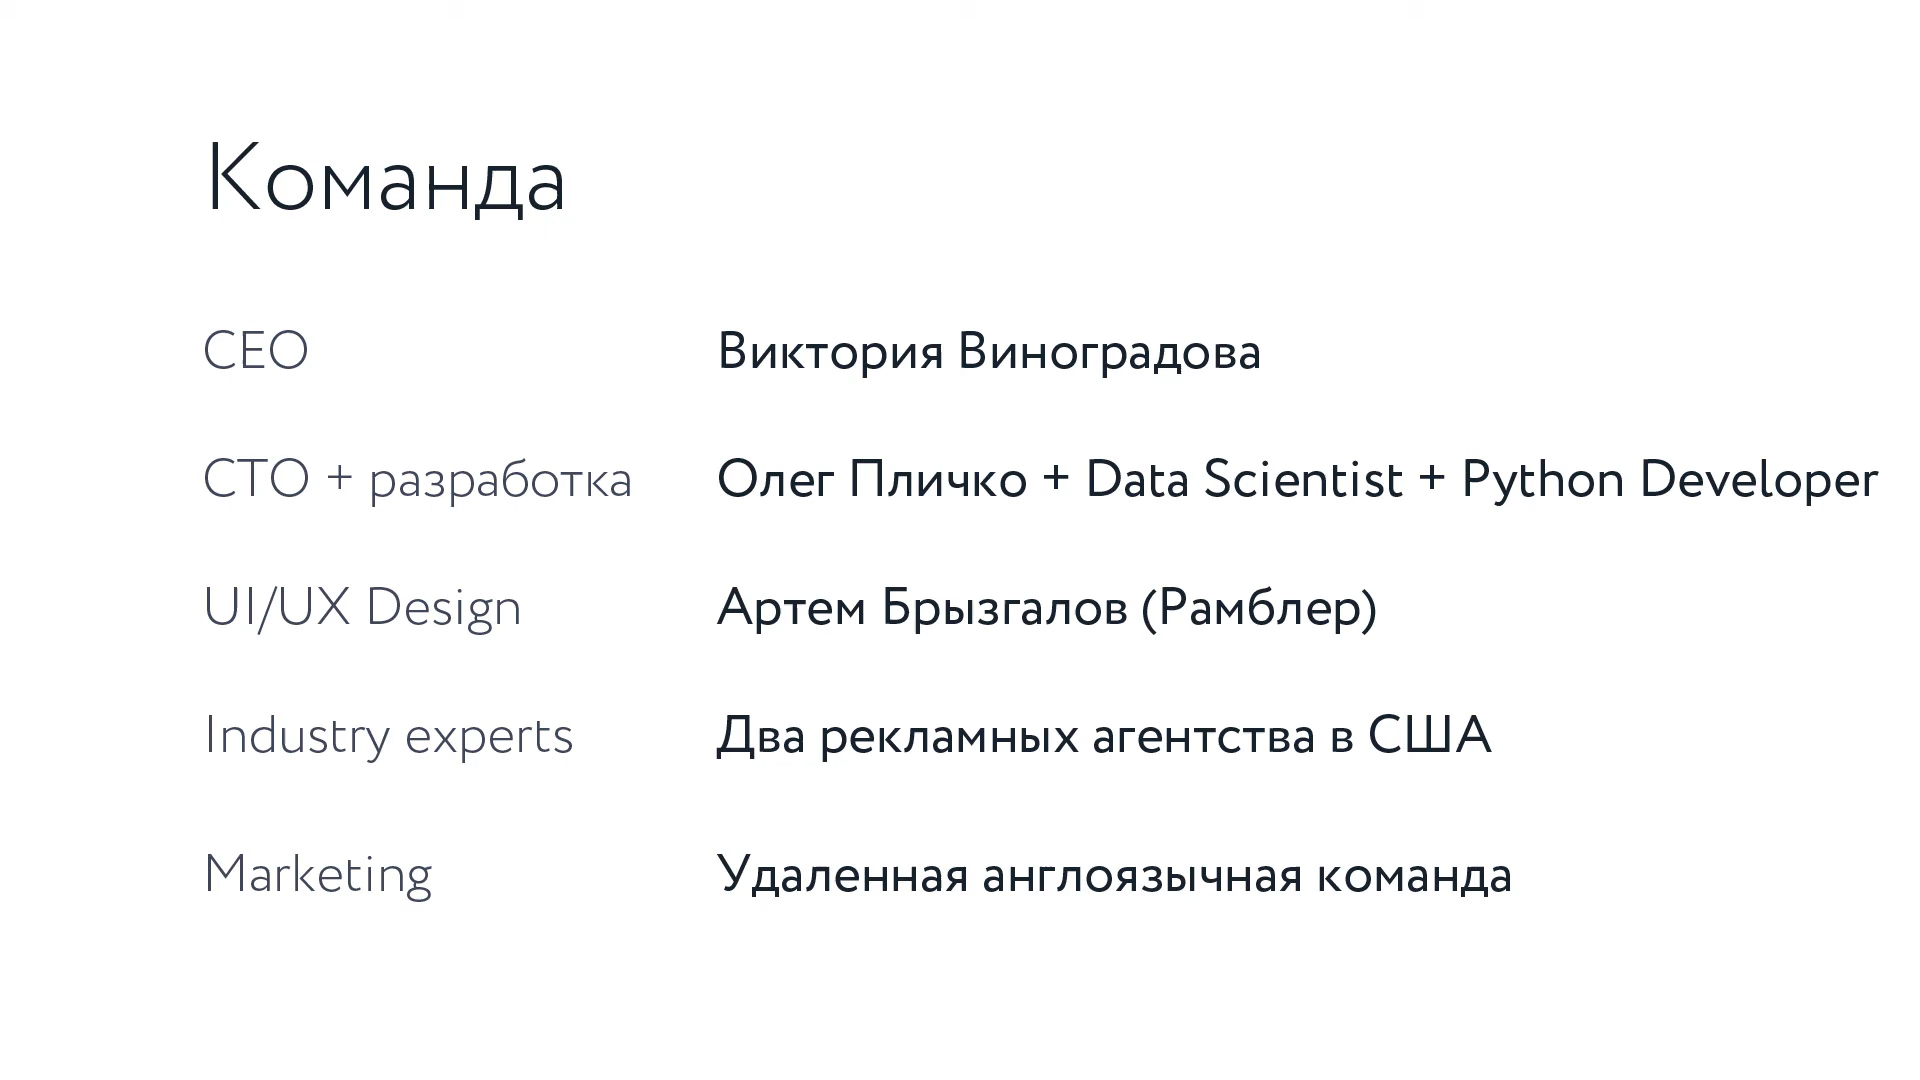 Команда
CEO Виктория Виноградова
CTO + разработка Олег Пличко + Data Scientist + Python Developer
UI/UX Design Артем Брызгалов (Рамблер)
Industry experts Два рекламных агентства в США
Marketing Удаленная англоязычная команда